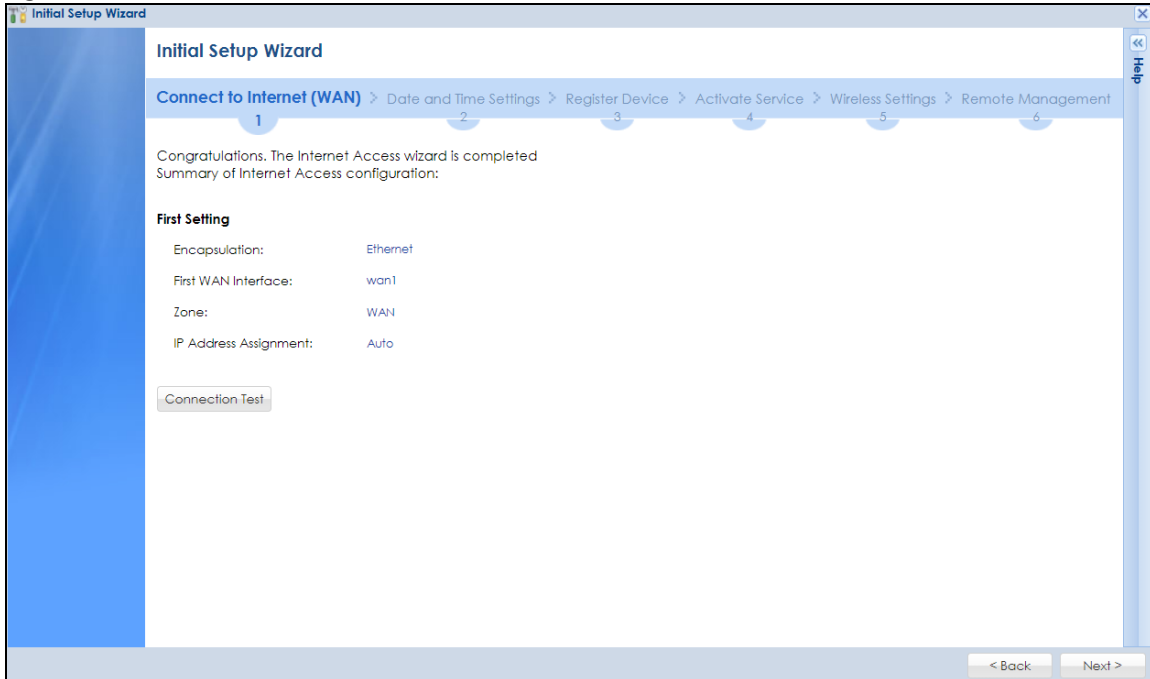 Initial Setup Wizard
Help
Initial Setup Wizard
Connect to Internet (WAN) > Date and Time Settings > Register Device > Activate Service > Wireless Settings > Remote Management
1 2 3 4 5 6
Congratulations. The Internet Access wizard is completed
Summary of Internet Access configuration:
First Setting
Encapsulation: Ethernet
First WAN Interface: wan1
Zone: WAN
IP Address Assignment: Auto
Connection Test
< Back Next >